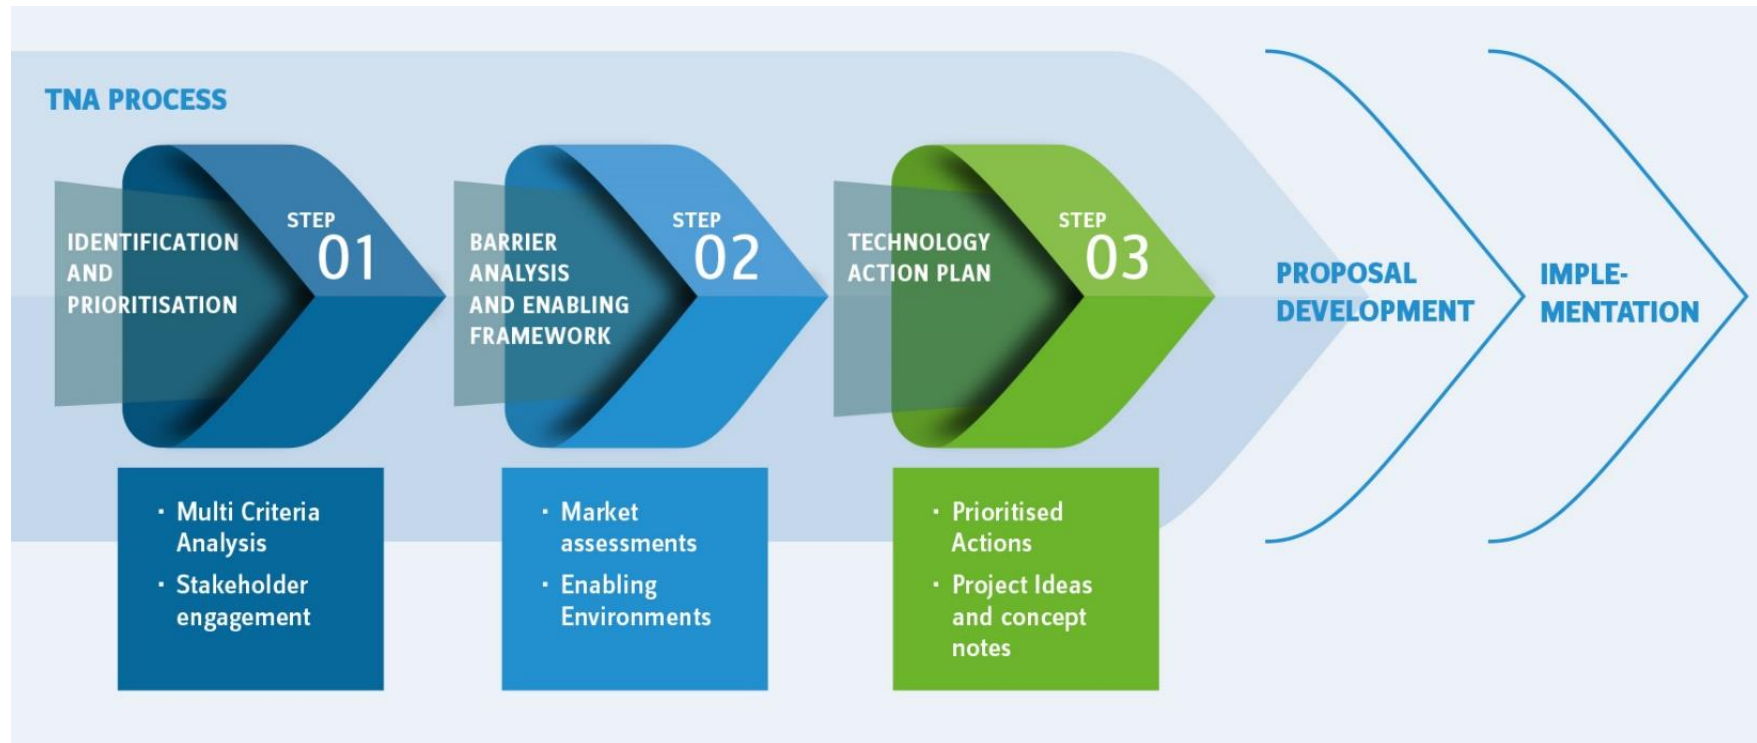 TNA PROCESS
IDENTIFICATION
AND
PRIORITISATION
STEP
01
BARRIER
ANALYSIS
AND ENABLING
FRAMEWORK
STEP
02
TECHNOLOGY
ACTION PLAN
STEP
03
PROPOSAL
DEVELOPMENT
IMPLE-
MENTATION
· Multi Criteria
Analysis
· Stakeholder
engagement
· Market
assessments
· Enabling
Environments
· Prioritised
Actions
· Project Ideas
and concept
notes